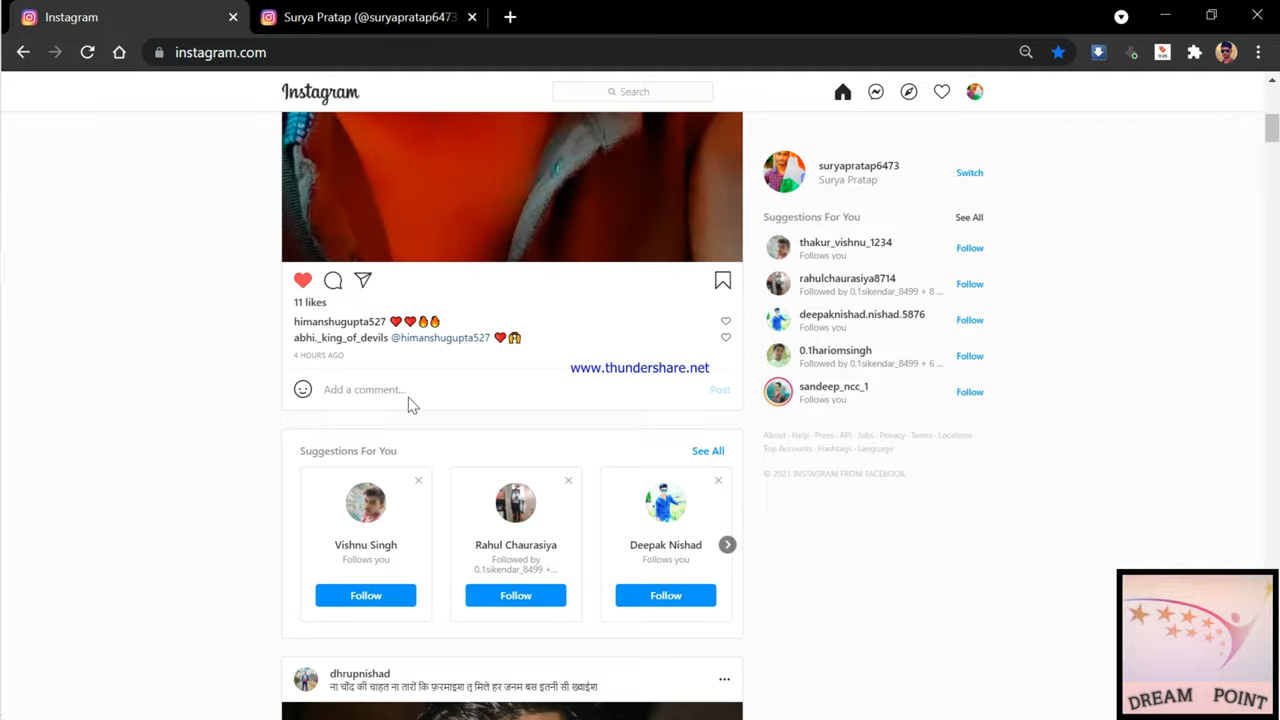 Instagram
Surya Pratap (@suryapratap6473
instagram.com
Instagram
Search
11 likes
himanshugupta527 ❤️❤️🔥🔥
abhi._king_of_devils @himanshugupta527 ❤️🙌
4 HOURS AGO
www.thundershare.net
Add a comment...
Post
Suggestions For You
See All
Vishnu Singh
Follows you
Follow
Rahul Chaurasiya
Followed by
0.1sikendar_8499 +...
Follow
Deepak Nishad
Follows you
Follow
dhrupnishad
ना चाँद की चाहत ना तारों कि फ़रमाइश तु मिले हर जनम बस इतनी सी ख्वाईश
suryapratap6473
Surya Pratap
Switch
Suggestions For You
See All
thakur_vishnu_1234
Follows you
Follow
rahulchaurasiya8714
Followed by 0.1sikendar_8499 + 8 ...
Follow
deepaknishad.nishad.5876
Follows you
Follow
0.1hariomsingh
Followed by 0.1sikendar_8499 + 6 ...
Follow
sandeep_ncc_1
Follows you
Follow
About · Help · Press · API · Jobs · Privacy · Terms · Locations ·
Top Accounts · Hashtags · Language
© 2021 INSTAGRAM FROM FACEBOOK
DREAM POINT